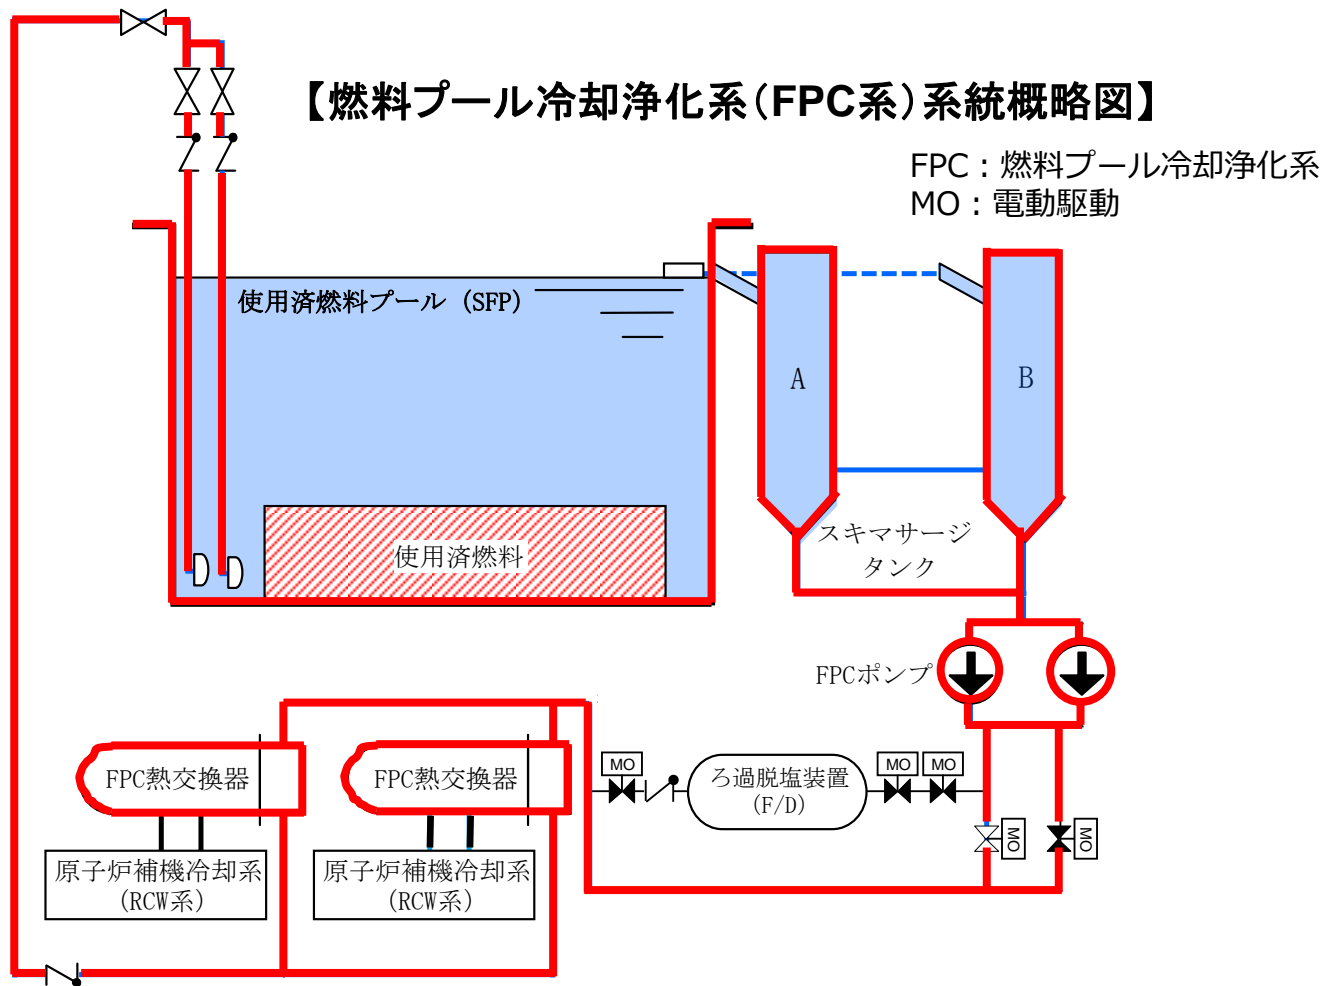 【燃料プール冷却浄化系(FPC系)系統概略図】
FPC：燃料プール冷却浄化系
MO：電動駆動
使用済燃料プール（SFP）
A
B
スキマサージ
タンク
使用済燃料
FPCポンプ
FPC熱交換器
FPC熱交換器
MO
ろ過脱塩装置
(F/D)
MO
MO
MO
MO
原子炉補機冷却系
(RCW系)
原子炉補機冷却系
(RCW系)